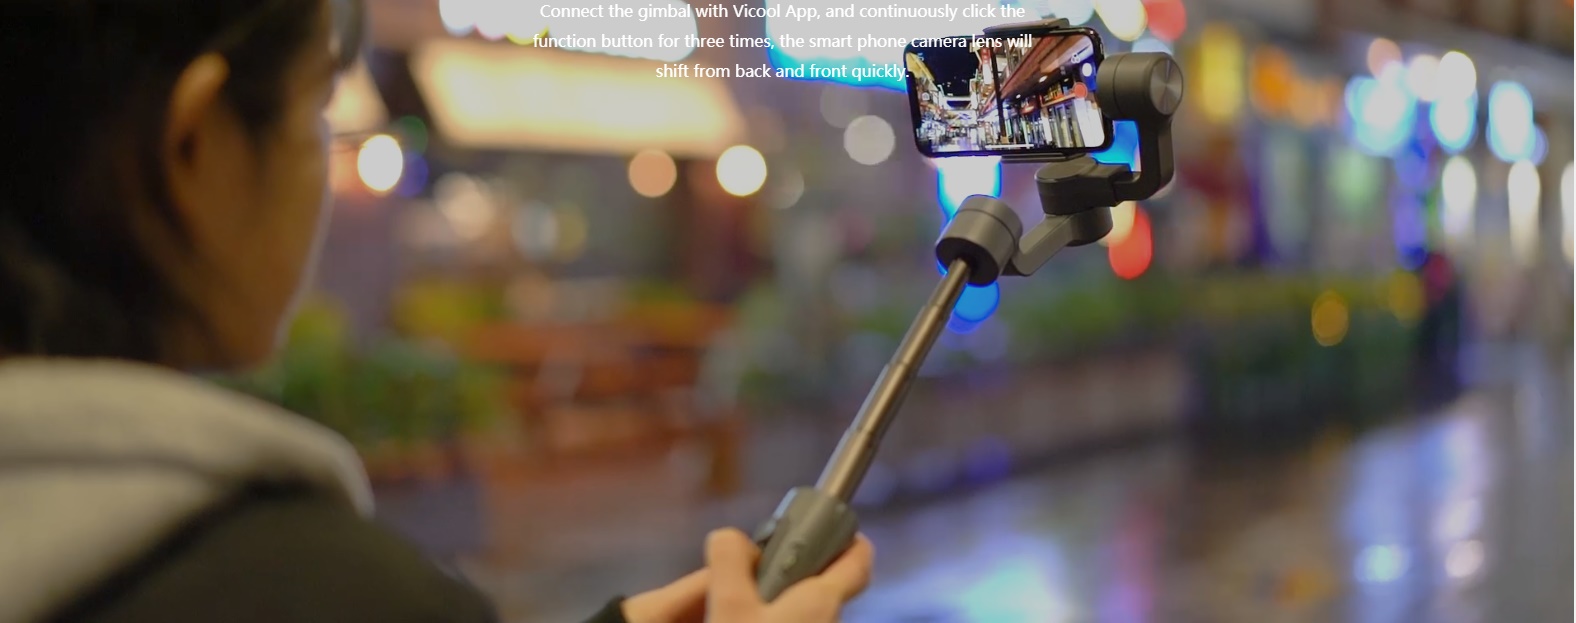 Connect the gimbal with Vicool App, and continuously click the
function button for three times, the smart phone camera lens will
shift from back and front quickly.